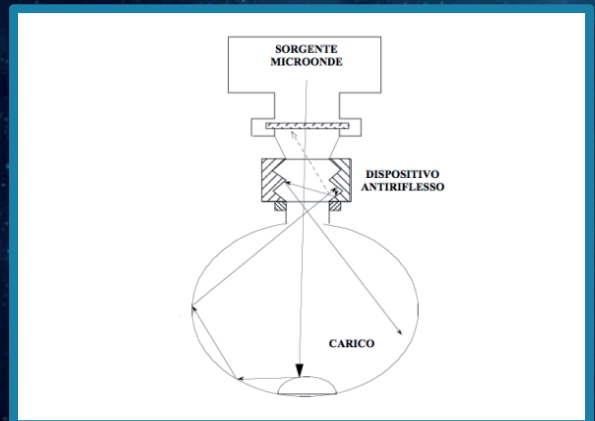 SORGENTE
MICROONDE
DISPOSITIVO
ANTIRIFLESSO
CARICO